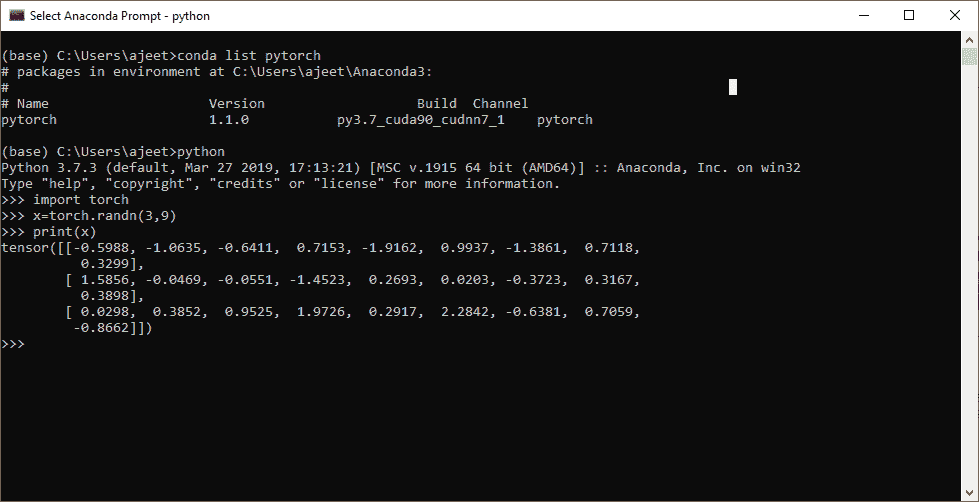 Select Anaconda Prompt - python
(base) C:\Users\ajeet>conda list pytorch
# packages in environment at C:\Users\ajeet\Anaconda3:
#
# Name                    Version                   Build  Channel
pytorch                   1.1.0           py3.7_cuda90_cudnn7_1    pytorch
(base) C:\Users\ajeet>python
Python 3.7.3 (default, Mar 27 2019, 17:13:21) [MSC v.1915 64 bit (AMD64)] :: Anaconda, Inc. on win32
Type "help", "copyright", "credits" or "license" for more information.
>>> import torch
>>> x=torch.randn(3,9)
>>> print(x)
tensor([[-0.5988, -1.0635, -0.6411,  0.7153, -1.9162,  0.9937, -1.3861,  0.7118,
          0.3299],
        [ 1.5856, -0.0469, -0.0551, -1.4523,  0.2693,  0.0203, -0.3723,  0.3167,
          0.3898],
        [ 0.0298,  0.3852,  0.9525,  1.9726,  0.2917,  2.2842, -0.6381,  0.7059,
         -0.8662]])
>>>